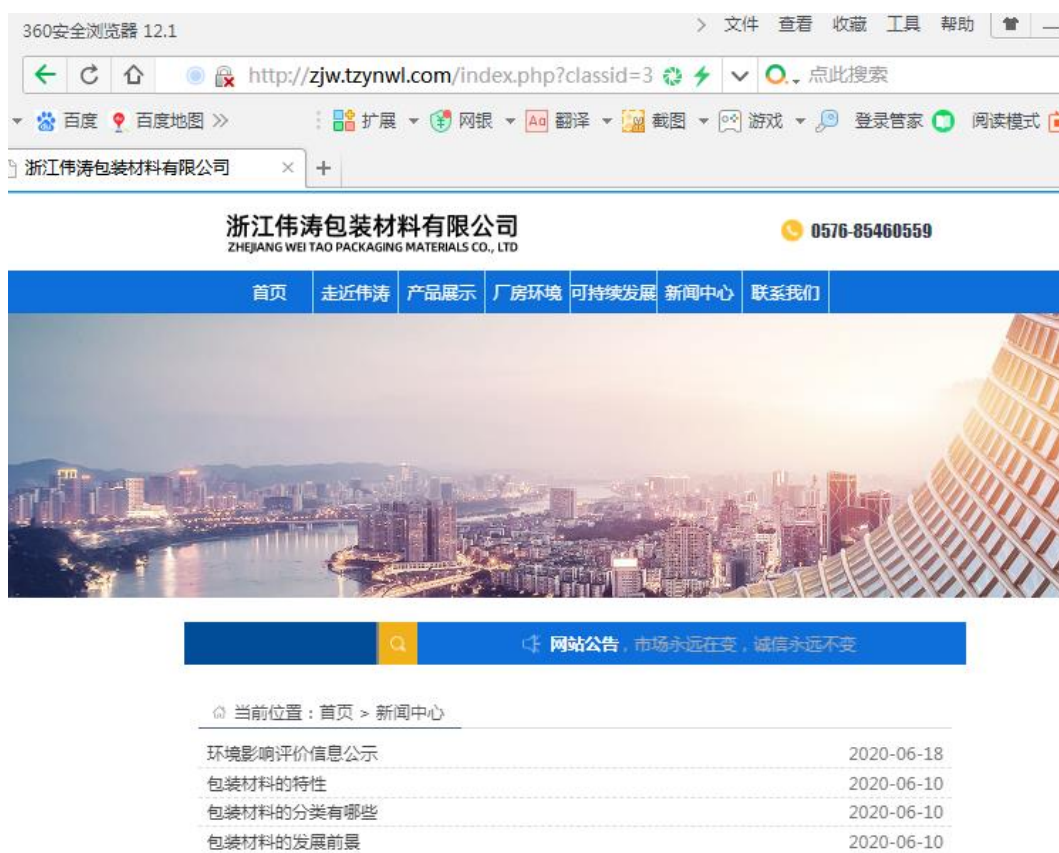 360安全浏览器 12.1
> 文件 查看 收藏 工具 帮助
http://zjw.tzynwl.com/index.php?classid=3 点此搜索
百度 百度地图 >> 扩展 网银 翻译 截图 游戏 登录管家 阅读模式
浙江伟涛包装材料有限公司 × +
浙江伟涛包装材料有限公司 0576-85460559
ZHEJIANG WEI TAO PACKAGING MATERIALS CO., LTD
首页 走近伟涛 产品展示 厂房环境 可持续发展 新闻中心 联系我们
网站公告，市场永远在变，诚信永远不变
当前位置：首页 > 新闻中心
环境影响评价信息公示 2020-06-18
包装材料的特性 2020-06-10
包装材料的分类有哪些 2020-06-10
包装材料的发展前景 2020-06-10